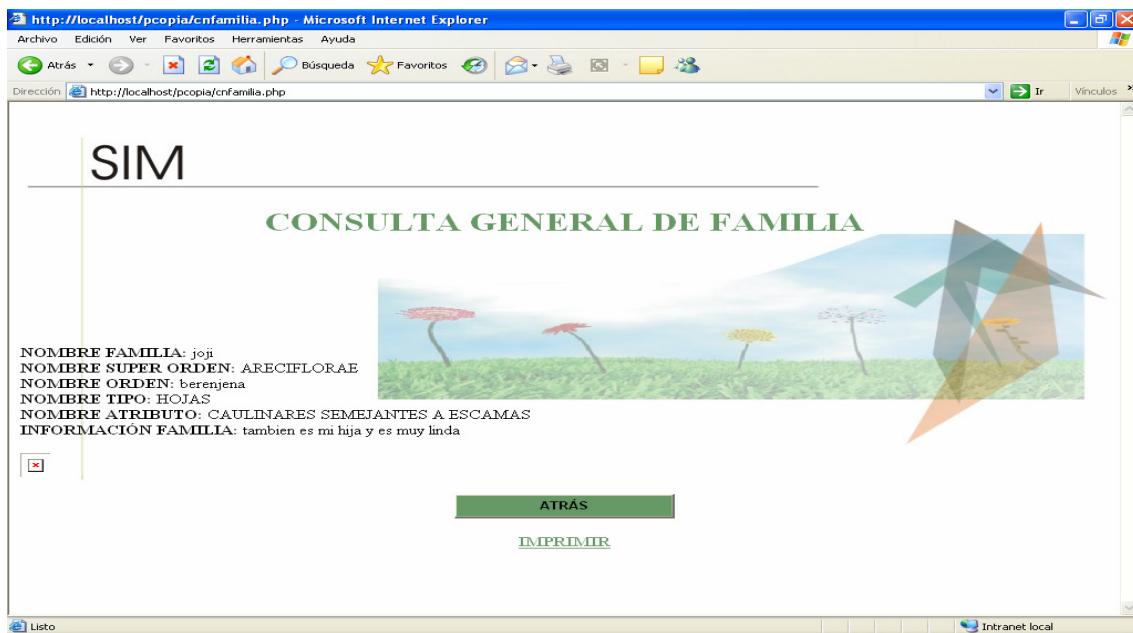 http://localhost/pcopia/cnfamilia.php - Microsoft Internet Explorer
Archivo Edición Ver Favoritos Herramientas Ayuda
Atrás Búsqueda Favoritos
Dirección http://localhost/pcopia/cnfamilia.php Ir Vínculos »
SIM
CONSULTA GENERAL DE FAMILIA
NOMBRE FAMILIA: joji
NOMBRE SUPER ORDEN: ARECIFLORAE
NOMBRE ORDEN: berenjena
NOMBRE TIPO: HOJAS
NOMBRE ATRIBUTO: CAULINARES SEMEJANTES A ESCAMAS
INFORMACIÓN FAMILIA: tambien es mi hija y es muy linda
ATRÁS
IMPRIMIR
Listo Intranet local